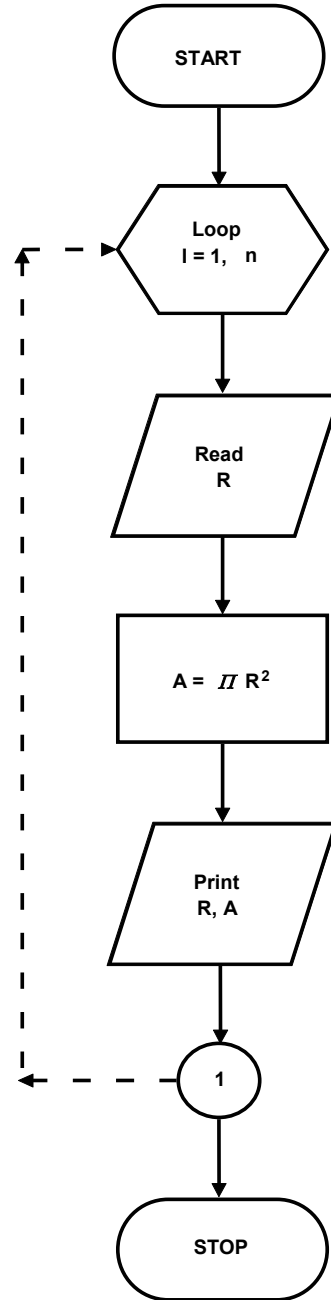 START
Loop
I = 1, n
Read
R
A = Π R²
Print
R, A
1
STOP